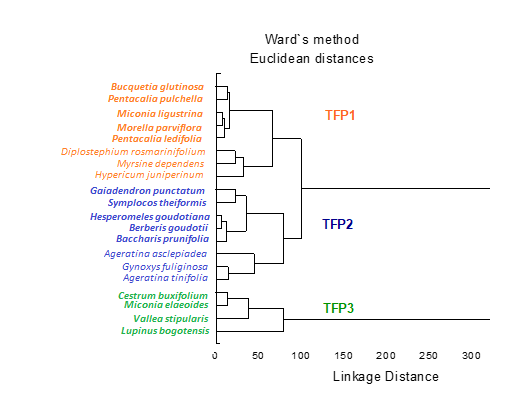 Ward`s method
Euclidean distances
Bucquetia glutinosa
Pentacalia pulchella
Miconia ligustrina
TFP1
Morella parviflora
Pentacalia ledifolia
Diplostephium rosmarinifolium
Myrsine dependens
Hypericum juniperinum
Gaiadendron punctatum
Symplocos theiformis
Hesperomeles goudotiana
TFP2
Berberis goudotii
Baccharis prunifolia
Ageratina asclepiadea
Gynoxys fuliginosa
Ageratina tinifolia
Cestrum buxifolium
Miconia elaeoides
TFP3
Vallea stipularis
Lupinus bogotensis
0 50 100 150 200 250 300
Linkage Distance